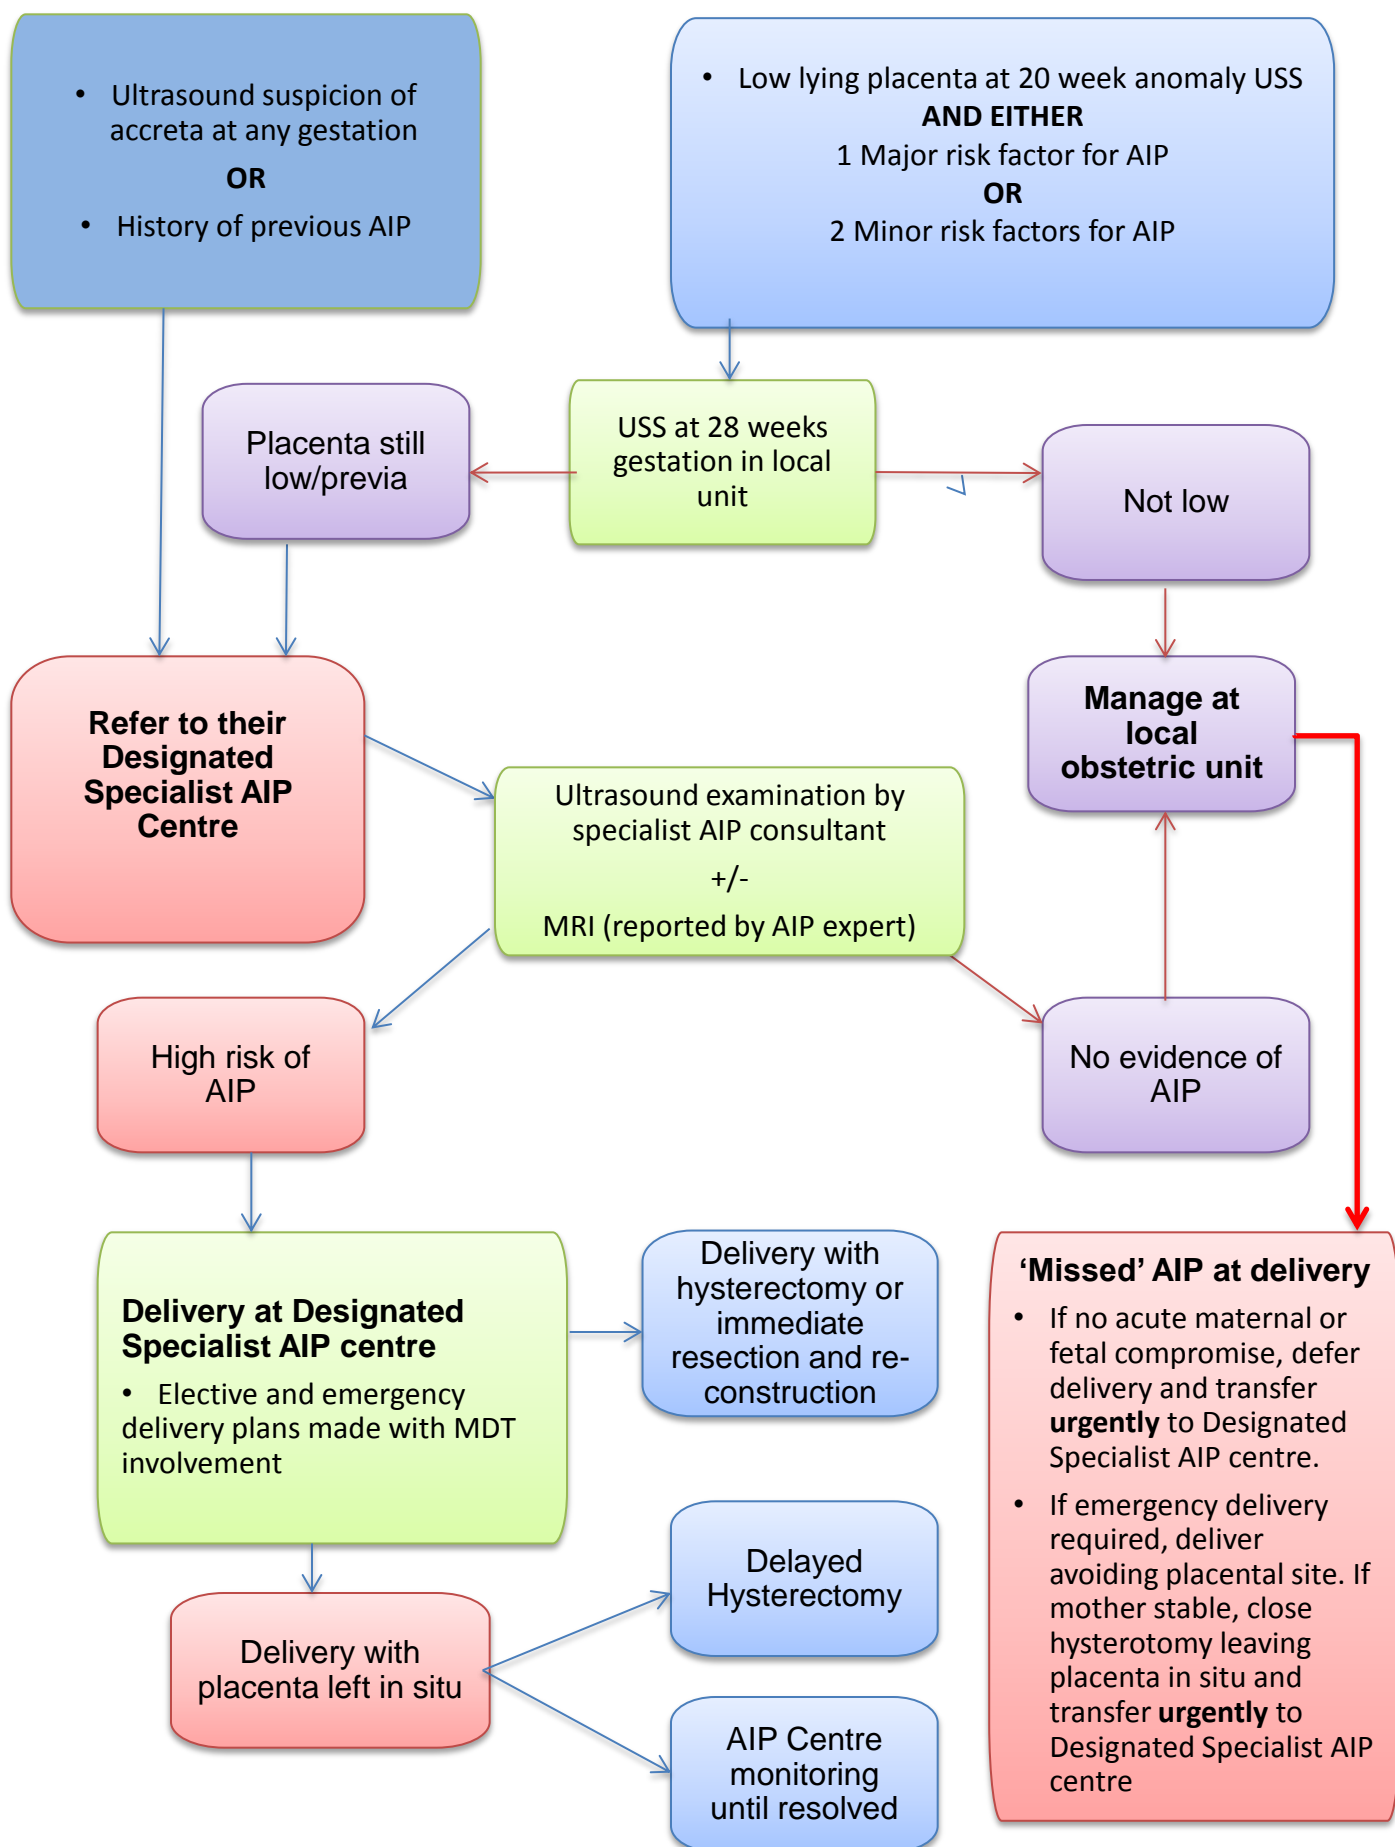 • Ultrasound suspicion of
accreta at any gestation
OR
• History of previous AIP
• Low lying placenta at 20 week anomaly USS
AND EITHER
1 Major risk factor for AIP
OR
2 Minor risk factors for AIP
Placenta still
low/previa
USS at 28 weeks
gestation in local
unit
Not low
Refer to their
Designated
Specialist AIP
Centre
Manage at
local
obstetric unit
Ultrasound examination by
specialist AIP consultant
+/-
MRI (reported by AIP expert)
High risk of
AIP
No evidence of
AIP
Delivery at Designated
Specialist AIP centre
• Elective and emergency
delivery plans made with MDT
involvement
Delivery with
hysterectomy or
immediate
resection and re-
construction
‘Missed’ AIP at delivery
• If no acute maternal or
fetal compromise, defer
delivery and transfer
urgently to Designated
Specialist AIP centre.
• If emergency delivery
required, deliver
avoiding placental site. If
mother stable, close
hysterotomy leaving
placenta in situ and
transfer urgently to
Designated Specialist AIP
centre
Delayed
Hysterectomy
Delivery with
placenta left in situ
AIP Centre
monitoring
until resolved